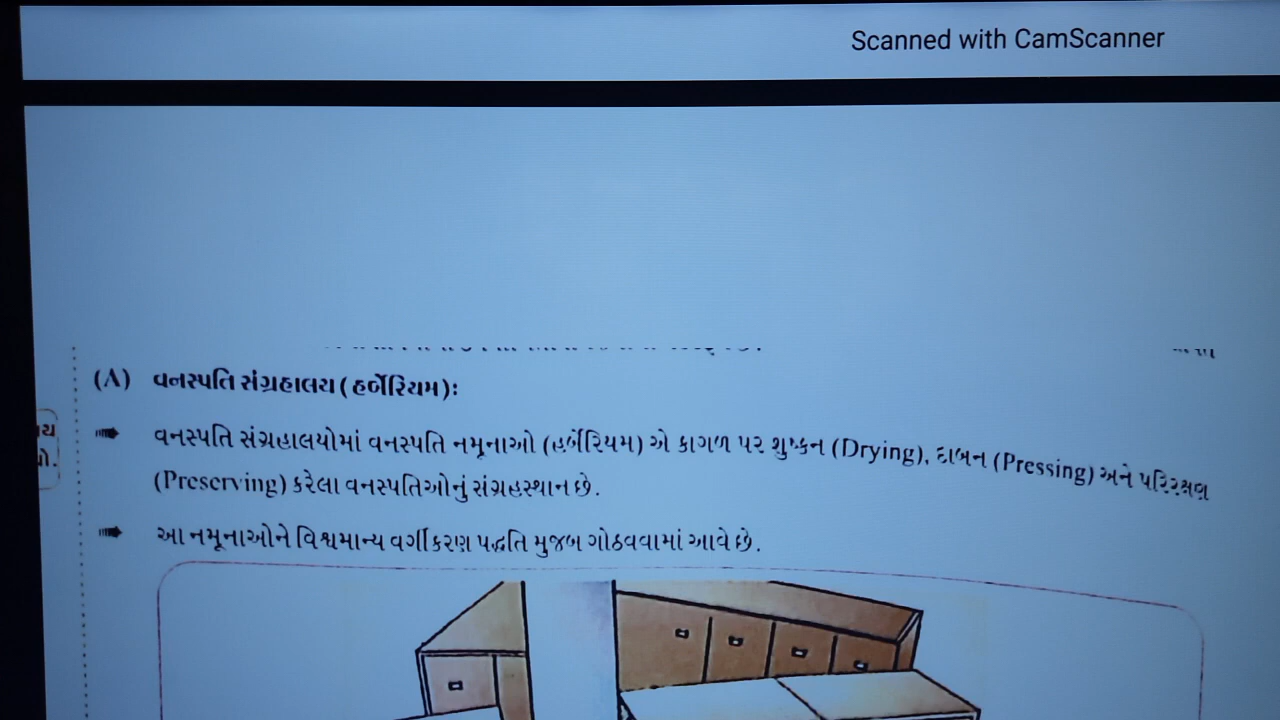 Scanned with CamScanner
(A) વનસ્પતિ સંગ્રહાલય (હર્બેરિયમ):
વનસ્પતિ સંગ્રહાલયોમાં વનસ્પતિ નમૂનાઓ (હર્બેરિયમ) એ કાગળ પર શુષ્કન (Drying), દાબન (Pressing) અને પરિરક્ષણ
(Preserving) કરેલા વનસ્પતિઓનું સંગ્રહસ્થાન છે.
આ નમૂનાઓને વિશ્વમાન્ય વર્ગીકરણ પદ્ધતિ મુજબ ગોઠવવામાં આવે છે.